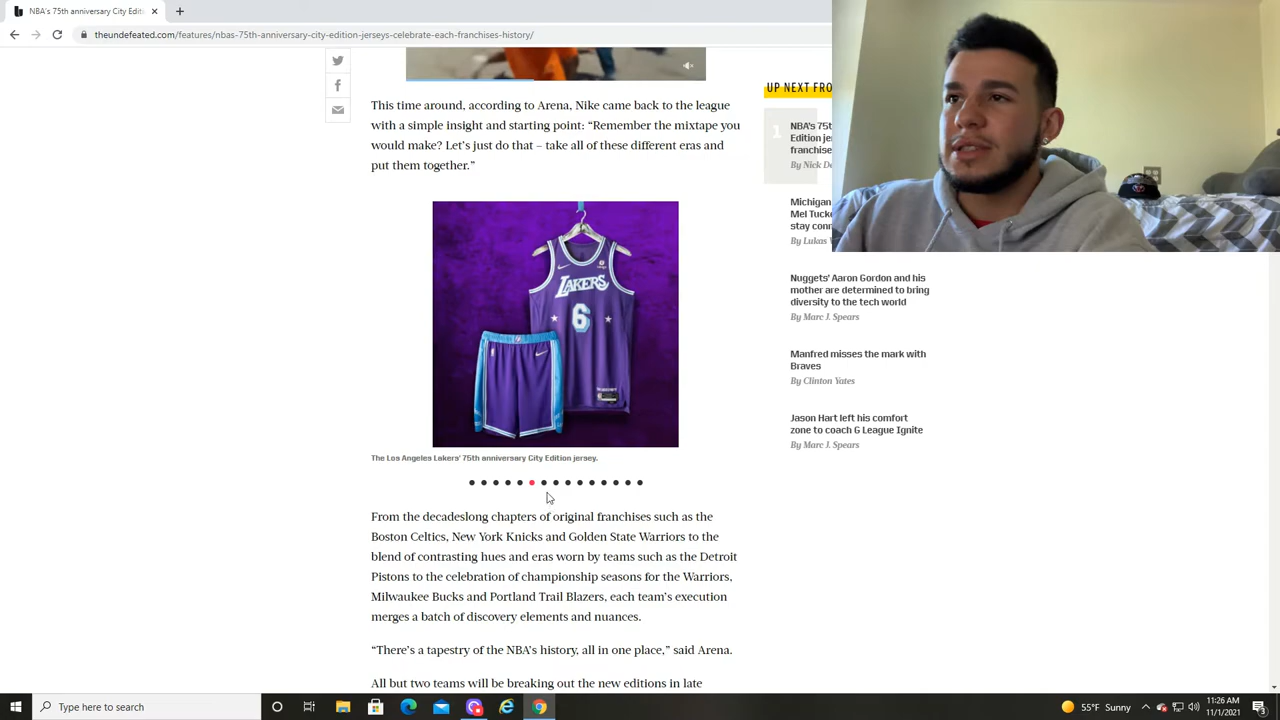 NBA's 75th Anniversary City Edit
theundefeated.com/features/nbas-75th-anniversary-city-edition-jerseys-celebrate-each-franchises-history/
UP NEXT FRO
This time around, according to Arena, Nike came back to the league
with a simple insight and starting point: “Remember the mixtape you
would make? Let's just do that – take all of these different eras and
put them together.”
1
NBA's 75t
Edition je
franchise
By Nick De
Michigan
Mel Tuck
stay conn
By Lukas
Nuggets' Aaron Gordon and his
mother are determined to bring
diversity to the tech world
By Marc J. Spears
Manfred misses the mark with
Braves
By Clinton Yates
Jason Hart left his comfort
zone to coach G League Ignite
By Marc J. Spears
LAKERS
6
The Los Angeles Lakers' 75th anniversary City Edition jersey.
From the decadeslong chapters of original franchises such as the
Boston Celtics, New York Knicks and Golden State Warriors to the
blend of contrasting hues and eras worn by teams such as the Detroit
Pistons to the celebration of championship seasons for the Warriors,
Milwaukee Bucks and Portland Trail Blazers, each team's execution
merges a batch of discovery elements and nuances.
“There's a tapestry of the NBA's history, all in one place,” said Arena.
All but two teams will be breaking out the new editions in late
Type here to search
55°F Sunny
11:26 AM
11/1/2021